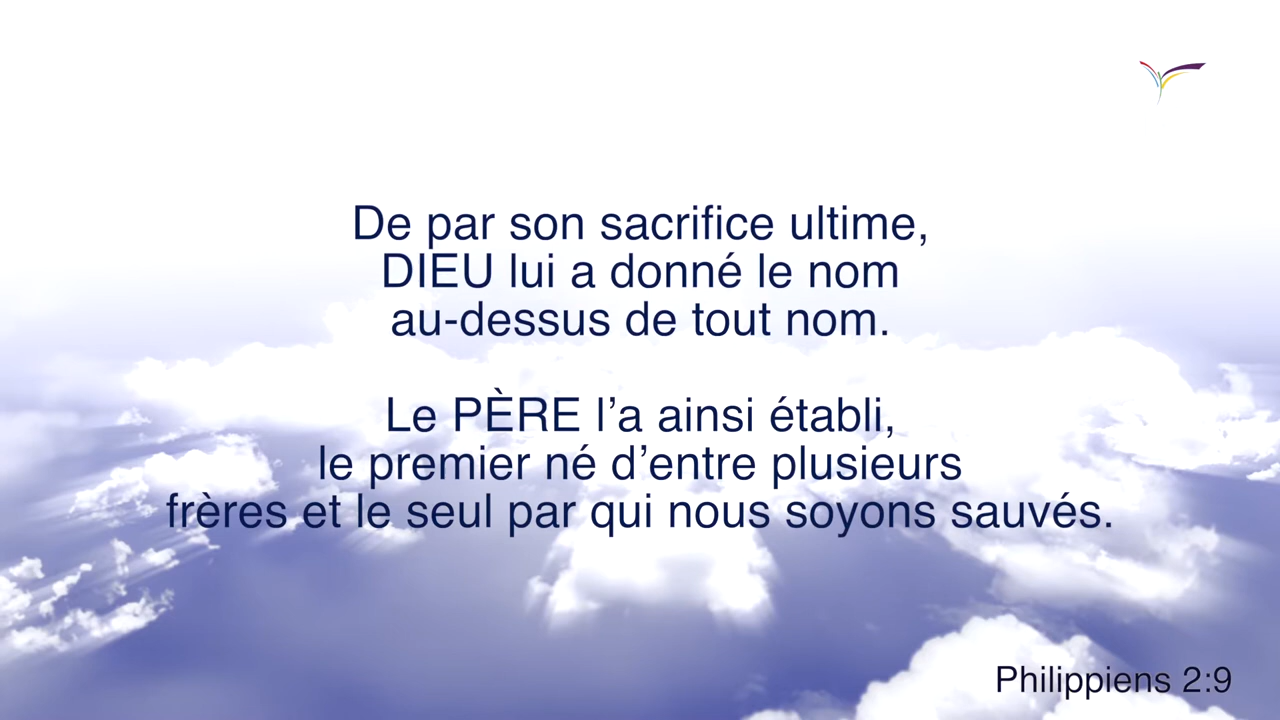 De par son sacrifice ultime,
DIEU lui a donné le nom
au-dessus de tout nom.
Le PÈRE l’a ainsi établi,
le premier né d’entre plusieurs
frères et le seul par qui nous soyons sauvés.
Philippiens 2:9